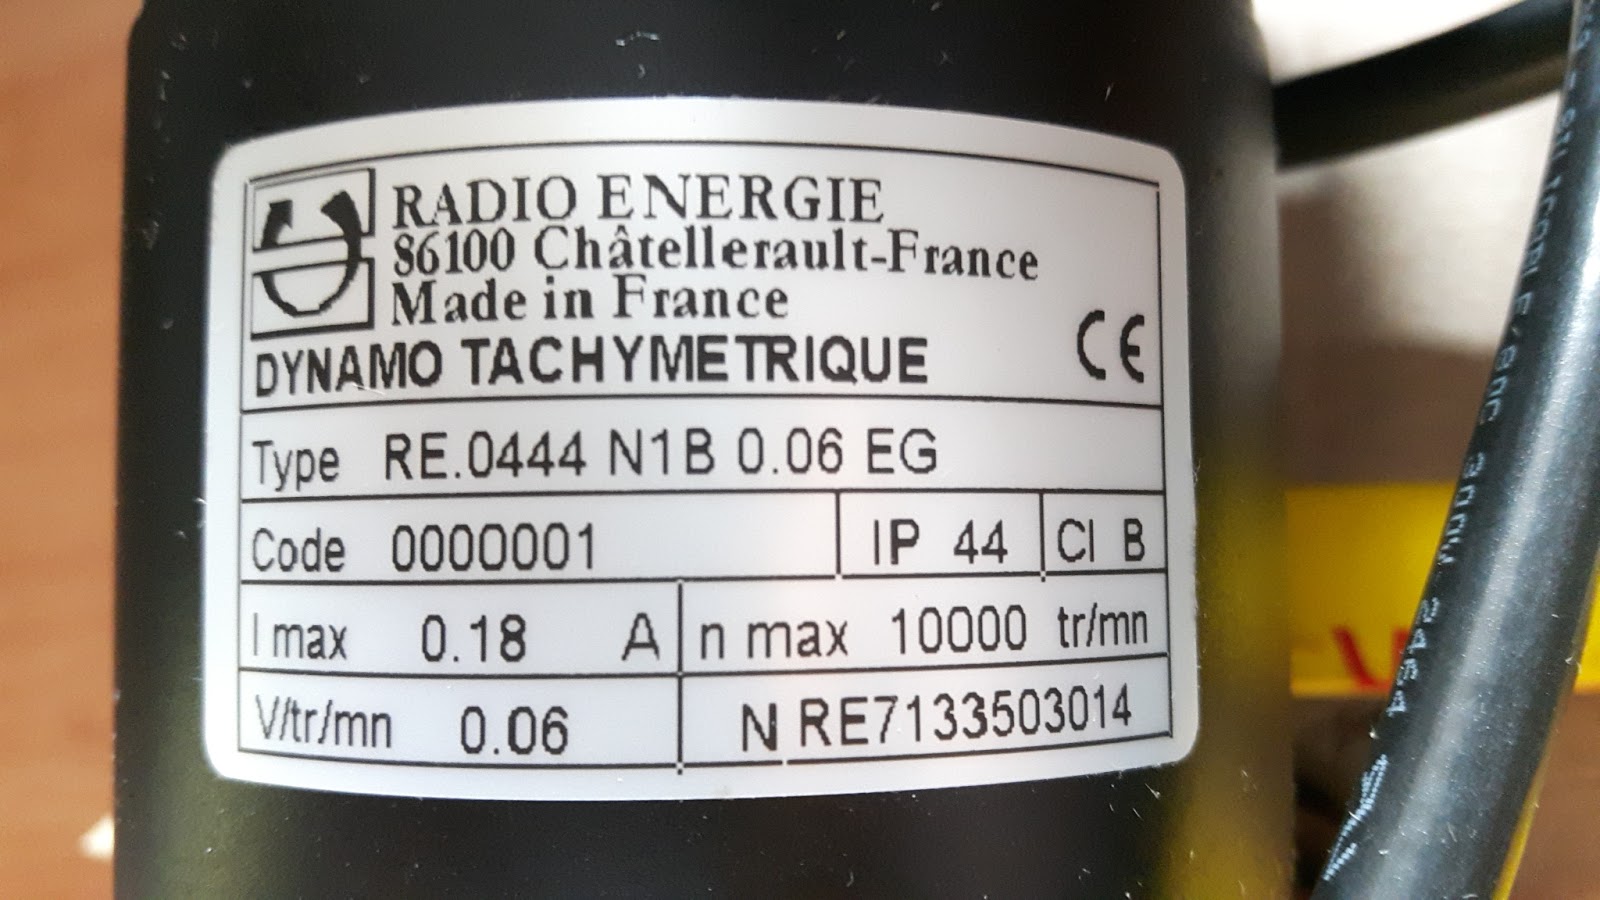 RADIO ENERGIE
86100 Châtellerault-France
Made in France
DYNAMO TACHYMETRIQUE CE
Type RE.0444 N1B 0.06 EG
Code 0000001 IP 44 Cl B
I max 0.18 A n max 10000 tr/mn
V/tr/mn 0.06 N RE7133503014